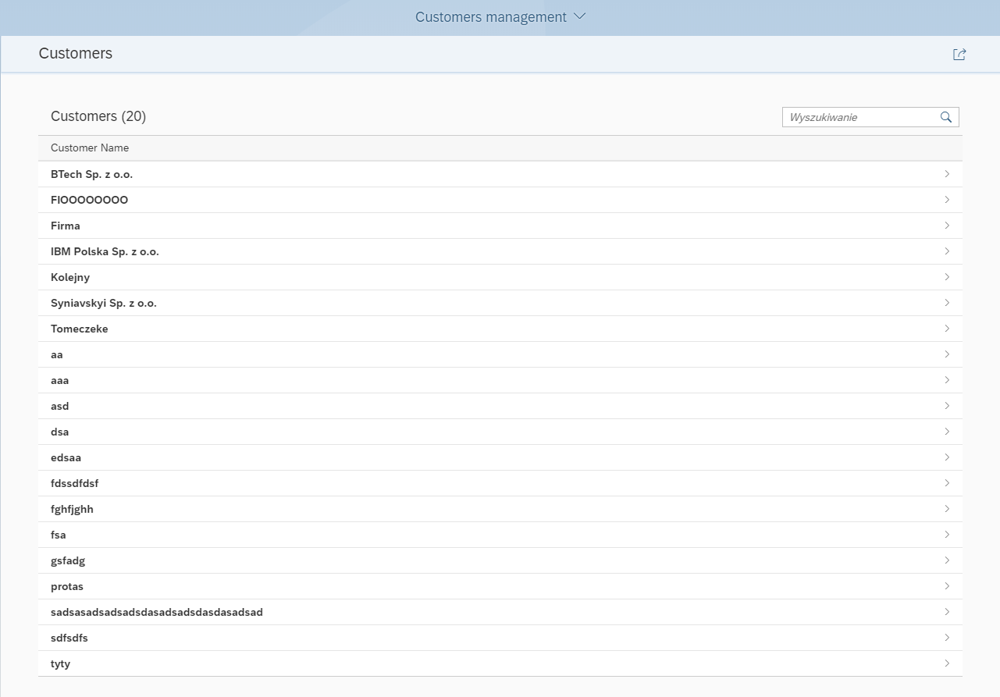 Customers management
Customers
Customers (20)
Wyszukiwanie
Customer Name
BTech Sp. z o.o.
FIOOOOOOOO
Firma
IBM Polska Sp. z o.o.
Kolejny
Syniavskyi Sp. z o.o.
Tomeczeke
aa
aaa
asd
dsa
edsaa
fdssdfdsf
fghfjghh
fsa
gsfadg
protas
sadsasadsadsadsdasadsadsdasdasadsad
sdfsdfs
tyty